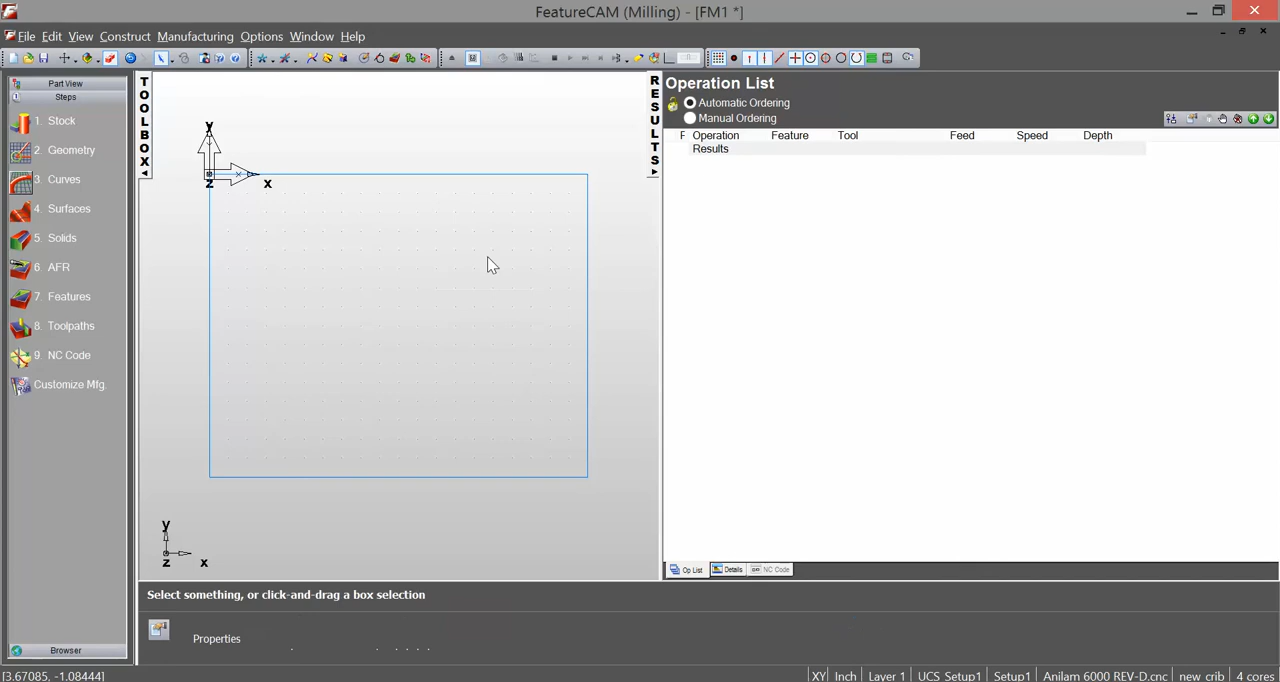 FeatureCAM (Milling) - [FM1 *]
File Edit View Construct Manufacturing Options Window Help
Part View
Steps
1. Stock
2. Geometry
3. Curves
4. Surfaces
5. Solids
6 AFR
7. Features
8. Toolpaths
9. NC Code
Customize Mfg.
Browser
TOOLBOX
y
z
x
y
z
x
RESULTS
Operation List
Automatic Ordering
Manual Ordering
F Operation Feature Tool Feed Speed Depth
Results
Op List Details NC Code
Select something, or click-and-drag a box selection
Properties
[3.67085, -1.08444] XY Inch Layer 1 UCS_Setup1 Setup1 Anilam 6000 REV-D.cnc new crib 4 cores